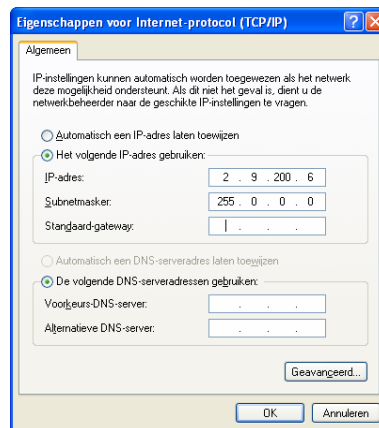 Eigenschappen voor Internet-protocol (TCP/IP)
Algemeen
IP-instellingen kunnen automatisch worden toegewezen als het netwerk
deze mogelijkheid ondersteunt. Als dit niet het geval is, dient u de
netwerkbeheerder naar de geschikte IP-instellingen te vragen.
Automatisch een IP-adres laten toewijzen
Het volgende IP-adres gebruiken:
IP-adres: 2 . 9 . 200 . 6
Subnetmasker: 255 . 0 . 0 . 0
Standaard-gateway: . . .
Automatisch een DNS-serveradres laten toewijzen
De volgende DNS-serveradressen gebruiken:
Voorkeurs-DNS-server: . . .
Alternatieve DNS-server: . . .
Geavanceerd...
OK Annuleren